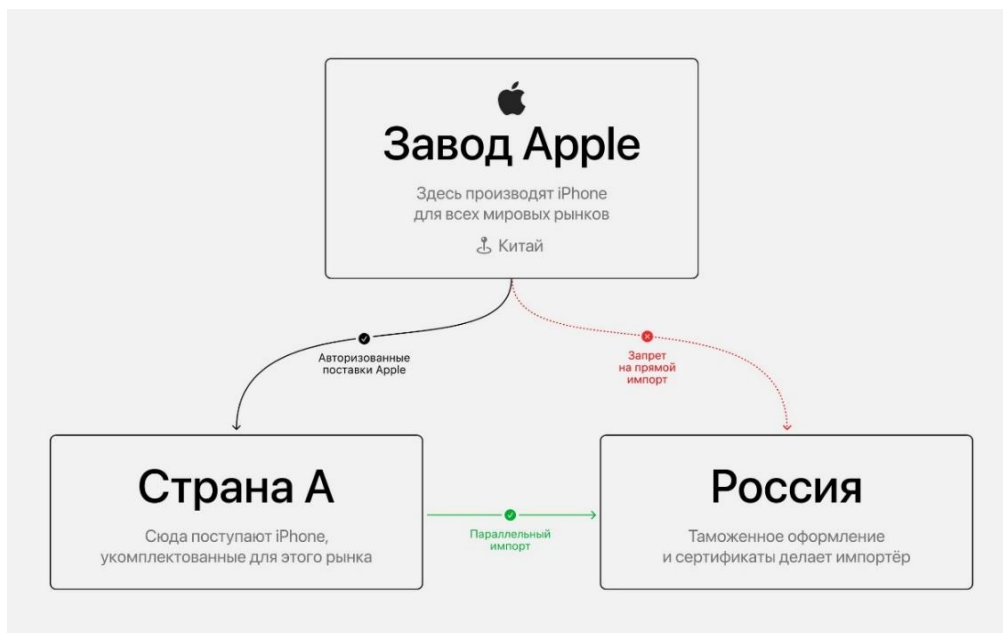 Завод Apple
Здесь производят iPhone
для всех мировых рынков
Китай
Авторизованные
поставки Apple
Запрет
на прямой
импорт
Страна А
Сюда поступают iPhone,
укомплектованные для этого рынка
Параллельный
импорт
Россия
Таможенное оформление
и сертификаты делает импортёр